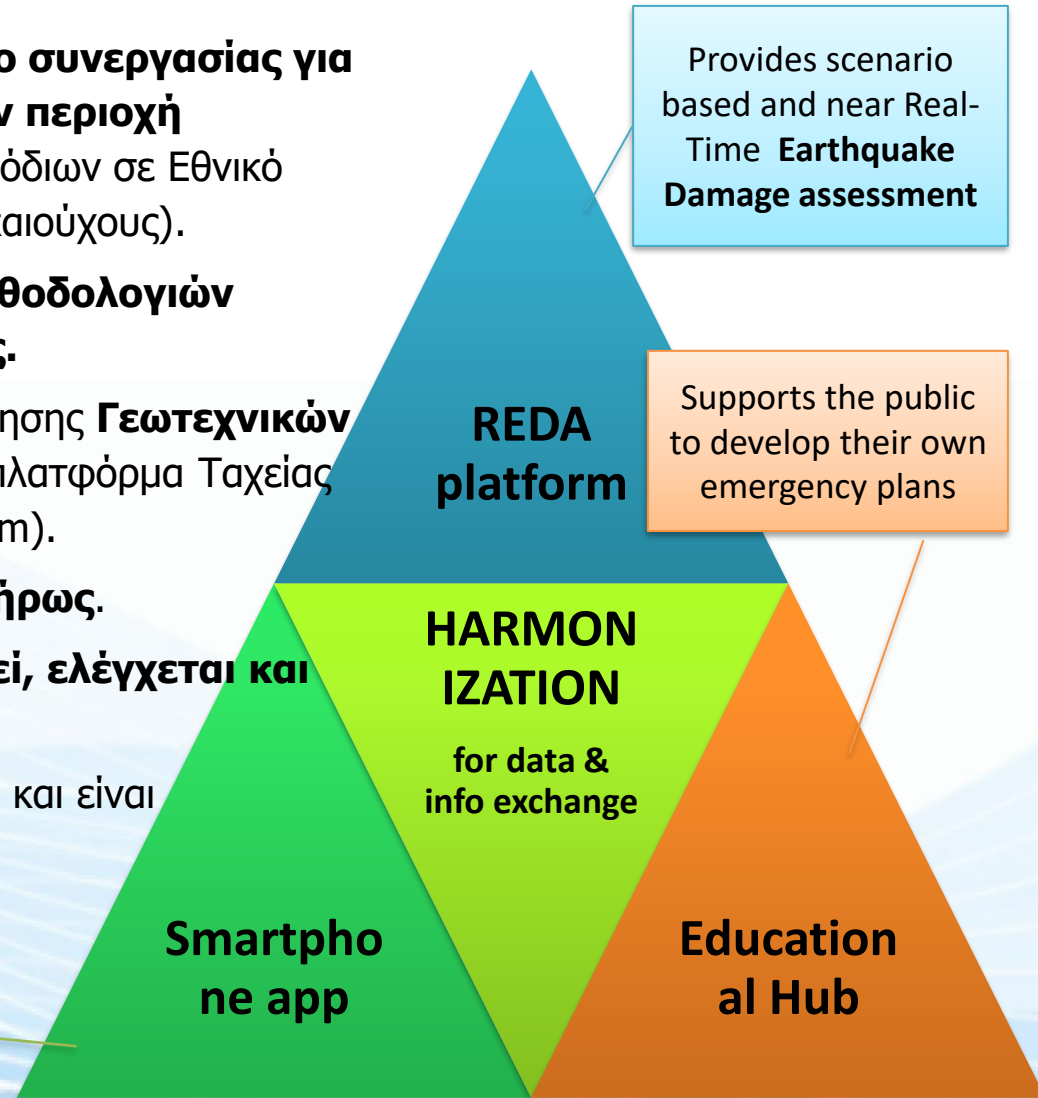 ο συνεργασίας για
ν περιοχή
όδιων σε Εθνικό
αιούχους).
θοδολογιών
ς.
ησης Γεωτεχνικών
πλατφόρμα Ταχείας
m).
ήρως.
εί, ελέγχεται και
και είναι
Provides scenario
based and near Real-
Time Earthquake
Damage assessment
REDA
platform
Supports the public
to develop their own
emergency plans
HARMON
IZATION
for data &
info exchange
Smartpho
ne app
Education
al Hub